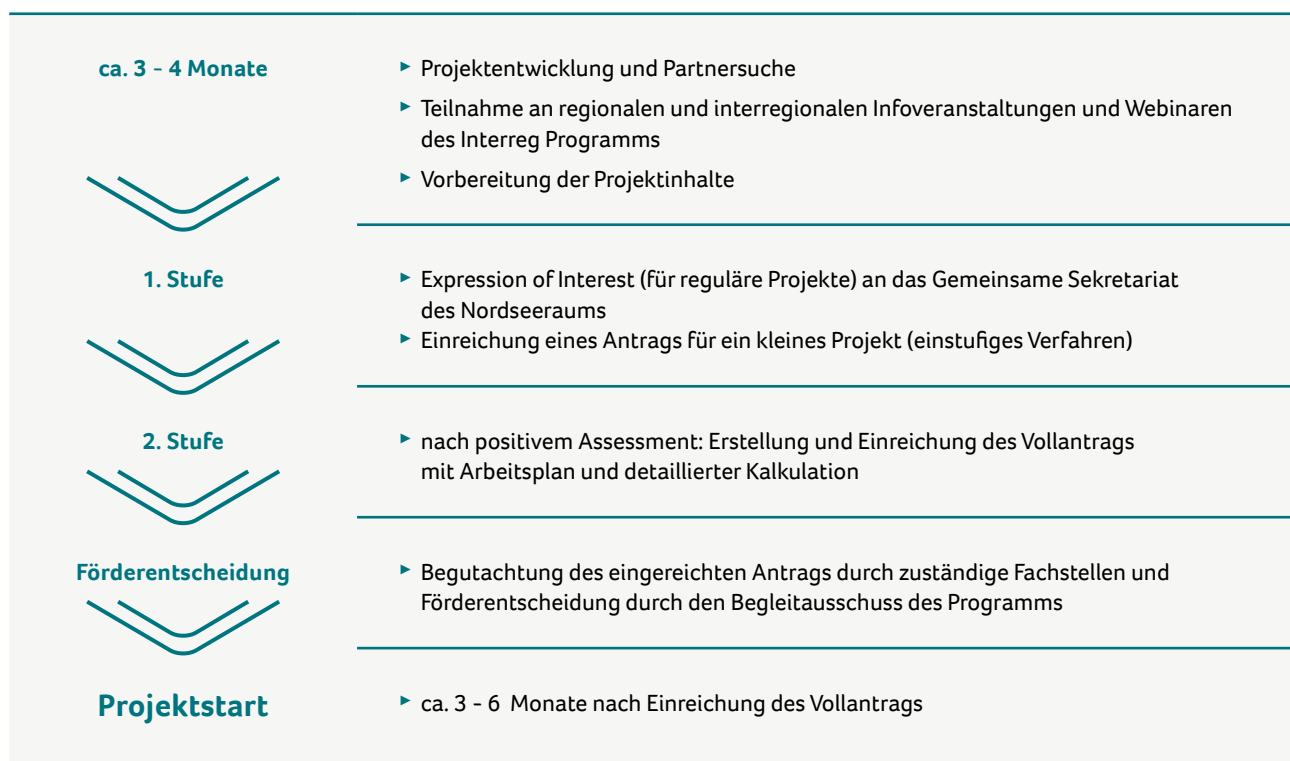 ca. 3 - 4 Monate
▸ Projektentwicklung und Partnersuche
▸ Teilnahme an regionalen und interregionalen Infoveranstaltungen und Webinaren
des Interreg Programms
▸ Vorbereitung der Projektinhalte
1. Stufe
▸ Expression of Interest (für reguläre Projekte) an das Gemeinsame Sekretariat
des Nordseeraums
▸ Einreichung eines Antrags für ein kleines Projekt (einstufiges Verfahren)
2. Stufe
▸ nach positivem Assessment: Erstellung und Einreichung des Vollantrags
mit Arbeitsplan und detaillierter Kalkulation
Förderentscheidung
▸ Begutachtung des eingereichten Antrags durch zuständige Fachstellen und
Förderentscheidung durch den Begleitausschuss des Programms
Projektstart
▸ ca. 3 - 6 Monate nach Einreichung des Vollantrags